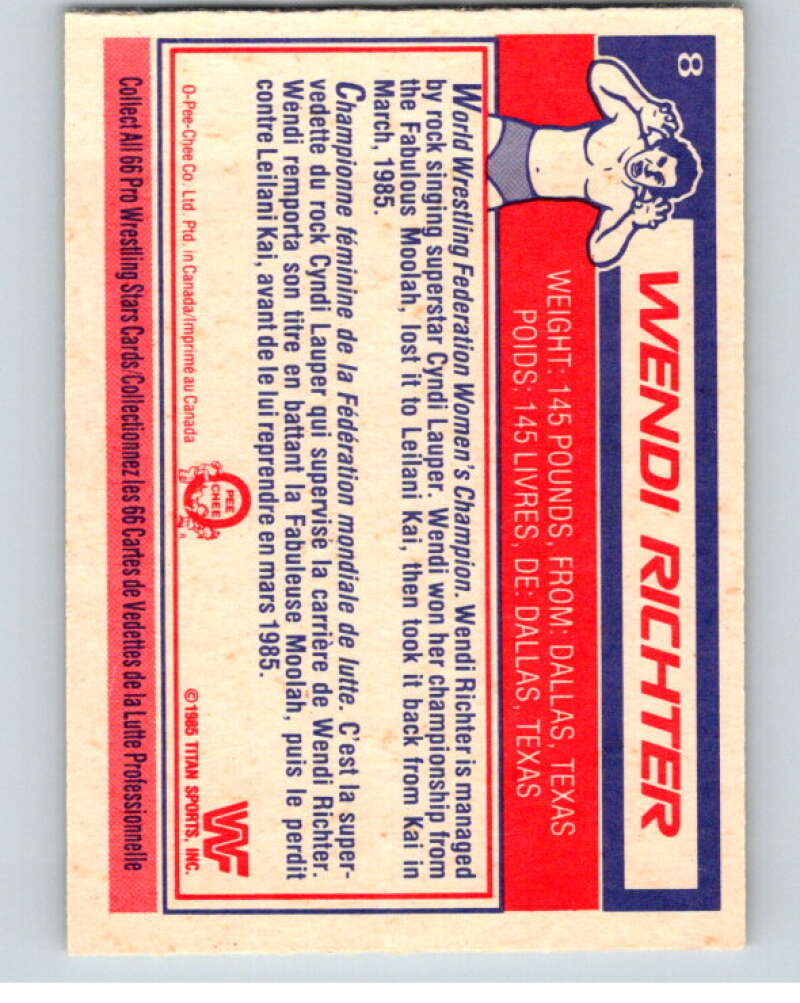 8
WENDI RICHTER
WEIGHT: 145 POUNDS, FROM: DALLAS, TEXAS
POIDS: 145 LIVRES, DE: DALLAS, TEXAS
World Wrestling Federation Women's Champion. Wendi Richter is managed
by rock singing superstar Cyndi Lauper. Wendi won her championship from
the Fabulous Moolah, lost it to Leilani Kai, then took it back from Kai in
March, 1985.
Championne féminine de la Fédération mondiale de lutte. C'est la super-
vedette du rock Cyndi Lauper qui supervise la carrière de Wendi Richter.
Wendi remporta son titre en battant la Fabuleuse Moolah, puis le perdit
contre Leilani Kai, avant de le lui reprendre en mars 1985.
O-Pee-Chee Co. Ltd. Ptd. in Canada/Imprimé au Canada
O
PEE
CHEE
WF
© 1985 TITAN SPORTS, INC.
Collect All 66 Pro Wrestling Stars Cards/Collectionnez les 66 Cartes de Vedettes de la Lutte Professionnelle